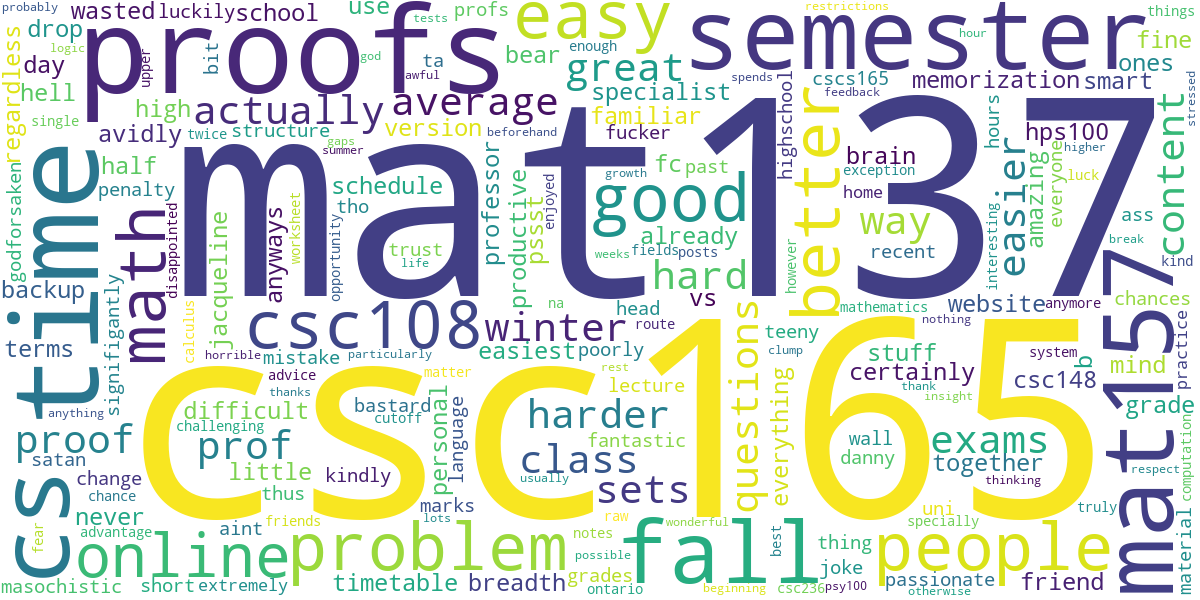 probably
wasted
luckily
school
use
tests
profs
easy
semester
restrictions
things
drop
proofs
logic
god
bear
enough
hour
fine
regardless
day
bit
upper
ta
awful
great
spends
cscs165
memorization
smart
ones
hell
high
actually
average
specialist
feedback
stressed
single
avidly
twice
structure
version
beforehand
familiar
fucker
highschool
better
hours
hps100
content
gaps
summer
half
mat137
brain
easier
higher
penalty
schedule
professor
fc
past
exception
amazing
everyone
luck
godforsaken
tho
growth
enjoyed
good
home
way
ass
time
math
disappointed
jacqueline
anyways
worksheet
opportunity
trust
life
productive
pssst
already
fields
posts
recent
interesting
break
kind
backup
weeks
hard
however
signifigantly
calculus
na
head
vs
mathematics
website
anymore
chances
mat157
practice
cs
terms
csc108
winter
route
teeny
nothing
horrible
mistake
particularly
easiest
poorly
questions
clump
stuff
system
mind
anything
advice
matter
rest
certainly
thank
csc148
b
thanks
csc165
lecture
insight
difficult
bastard
cutoff
language
personal
harder
everything
grade
challenging
proof
prof
fantastic
wall
exams
computational
satan
little
class
danny
together
respect
change
kindly
usually
sets
thinking
chance
thus
marks
never
aint
lots
raw
uni
truly
fear
advantage
friends
wonderful
specially
material
online
problem
notes
fall
best
thing
people
possible
masochistic
short
extremely
timetable
breadth
grades
joke
passionate
friend
ontario
beginning
csc236
psy100
otherwise